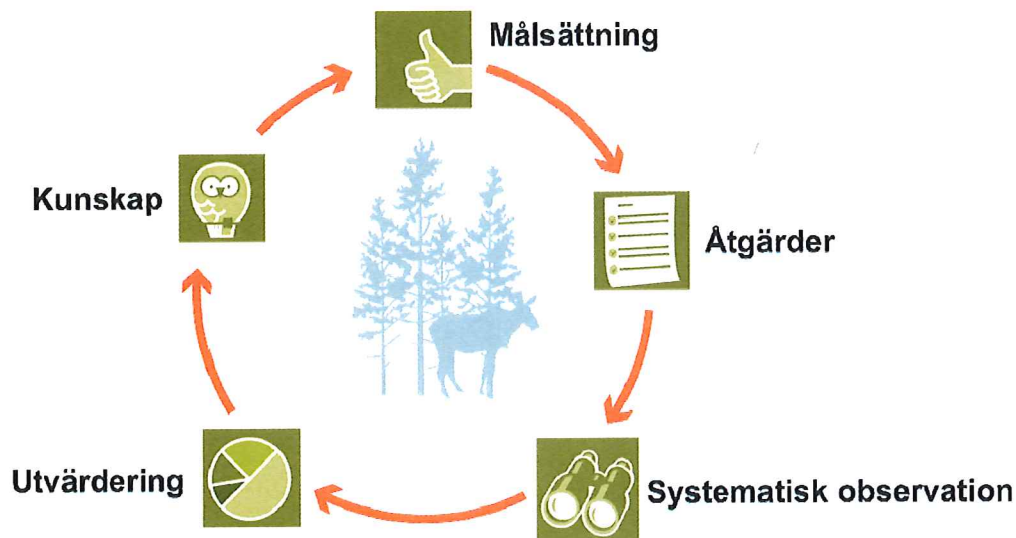 Målsättning
Åtgärder
Systematisk observation
Utvärdering
Kunskap